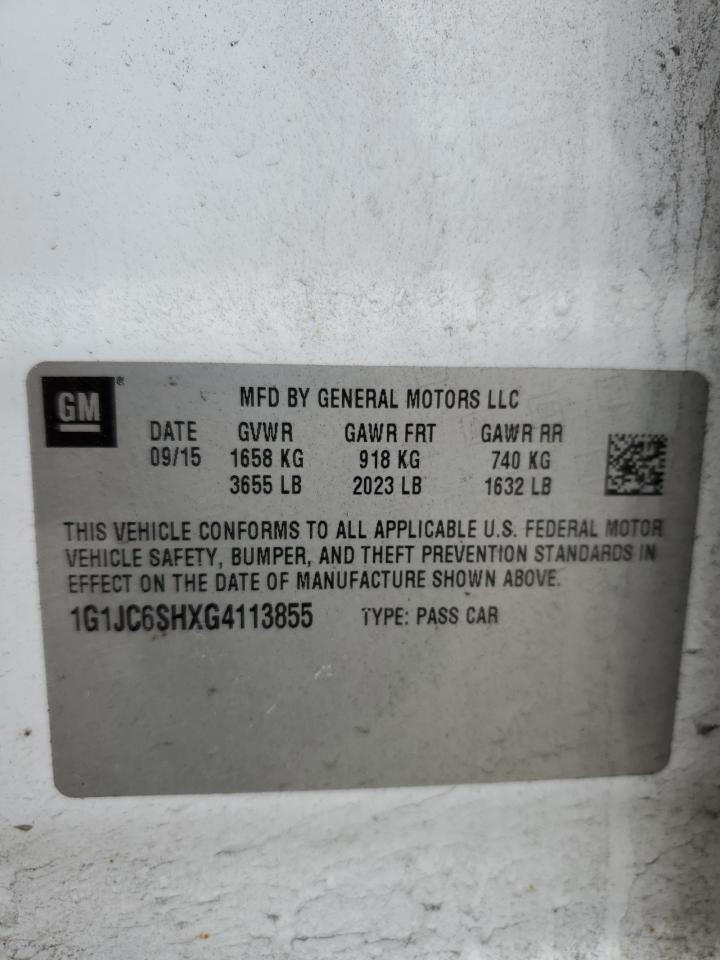 GM®
MFD BY GENERAL MOTORS LLC
DATE GVWR GAWR FRT GAWR RR
09/15 1658 KG 918 KG 740 KG
3655 LB 2023 LB 1632 LB
THIS VEHICLE CONFORMS TO ALL APPLICABLE U.S. FEDERAL MOTOR
VEHICLE SAFETY, BUMPER, AND THEFT PREVENTION STANDARDS IN
EFFECT ON THE DATE OF MANUFACTURE SHOWN ABOVE.
1G1JC6SHXG4113855 TYPE: PASS CAR